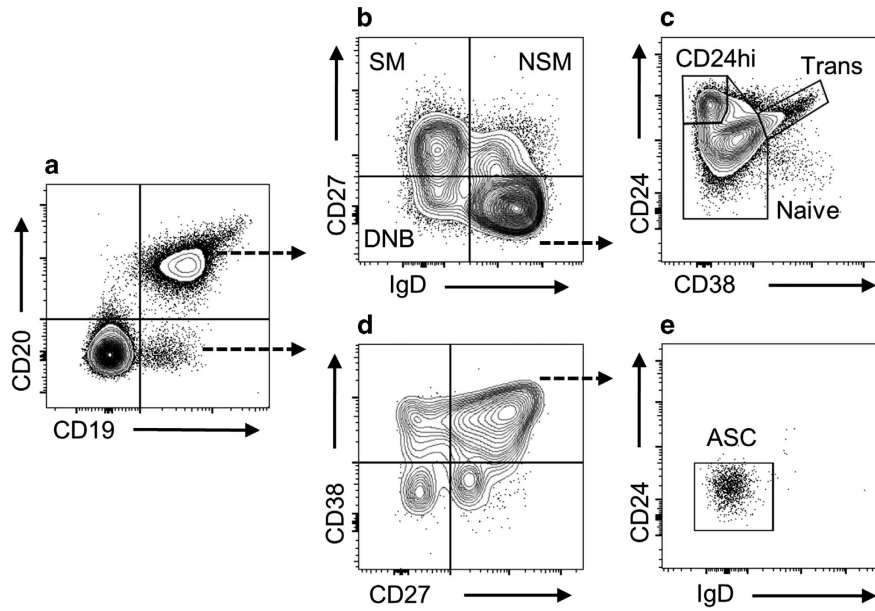 a
CD20
CD19
b
SM
NSM
DNB
CD27
IgD
c
CD24hi
Trans
Naive
CD24
CD38
d
CD38
CD27
e
ASC
CD24
IgD